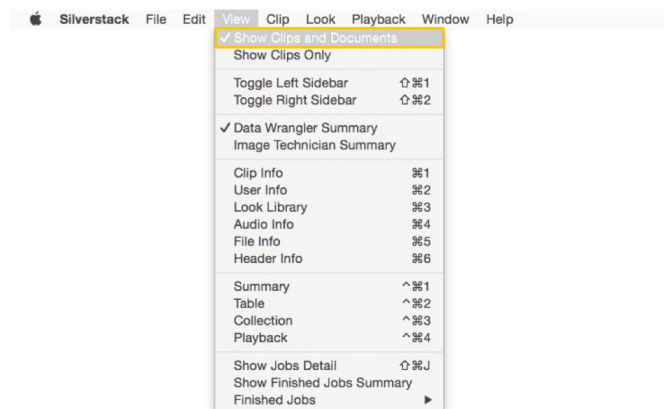 Silverstack File Edit View Clip Look Playback Window Help
✓ Show Clips and Documents
Show Clips Only
Toggle Left Sidebar ⇧⌘1
Toggle Right Sidebar ⇧⌘2
✓ Data Wrangler Summary
Image Technician Summary
Clip Info ⌘1
User Info ⌘2
Look Library ⌘3
Audio Info ⌘4
File Info ⌘5
Header Info ⌘6
Summary ^⌘1
Table ^⌘2
Collection ^⌘3
Playback ^⌘4
Show Jobs Detail ⇧⌘J
Show Finished Jobs Summary
Finished Jobs ▶